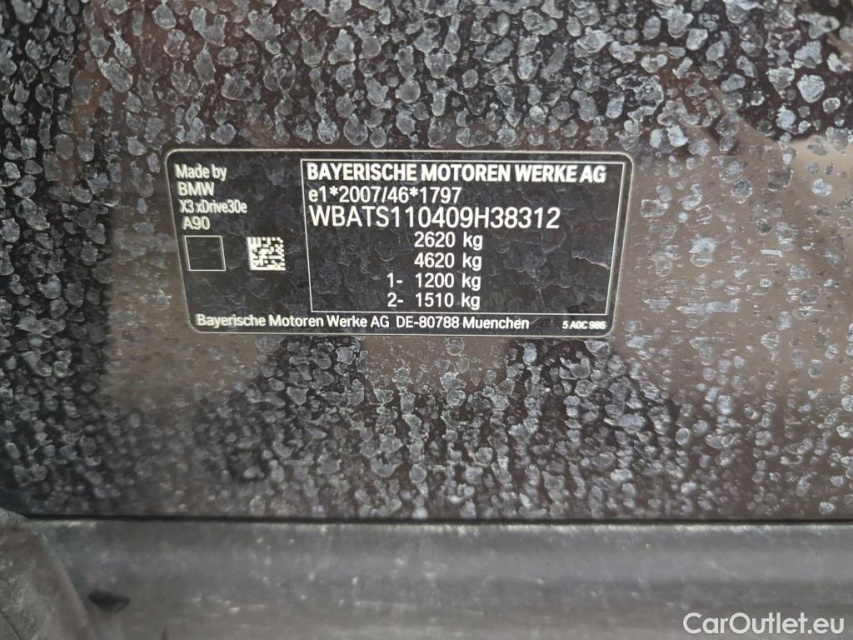 Made by
BMW
X3 xDrive30e
A90
BAYERISCHE MOTOREN WERKE AG
e1*2007/46*1797
WBATS110409H38312
2620 kg
4620 kg
1- 1200 kg
2- 1510 kg
Bayerische Motoren Werke AG DE-80788 Muenchen
5 A0C 986
CarOutlet.eu